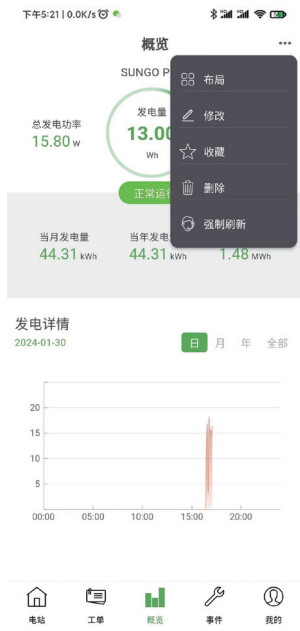 下午5:21 | 0.0K/s
概览
SUNGO P
布局
修改
收藏
删除
强制刷新
总发电功率
15.80 w
发电量
13.00
Wh
正常运行
当月发电量
44.31 kWh
当年发电
44.31 kWh
1.48 MWh
发电详情
2024-01-30
日 月 年 全部
20
15
10
5
00:00 05:00 10:00 15:00 20:00
电站 工单 概览 事件 我的